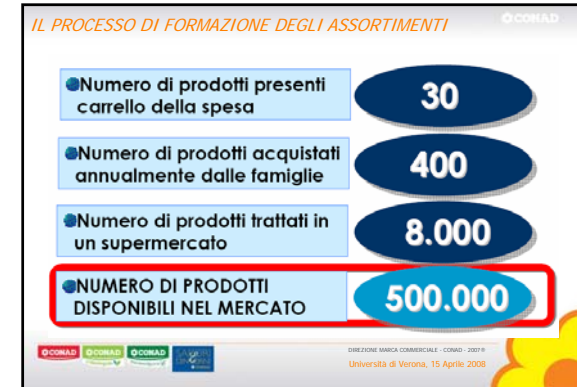 IL PROCESSO DI FORMAZIONE DEGLI ASSORTIMENTI
CONAD
Numero di prodotti presenti
carrello della spesa
30
Numero di prodotti acquistati
annualmente dalle famiglie
400
Numero di prodotti trattati in
un supermercato
8.000
NUMERO DI PRODOTTI
DISPONIBILI NEL MERCATO
500.000
CONAD CONAD CONAD
DIREZIONE MARCA COMMERCIALE - CONAD - 2007 ®
Università di Verona, 15 Aprile 2008